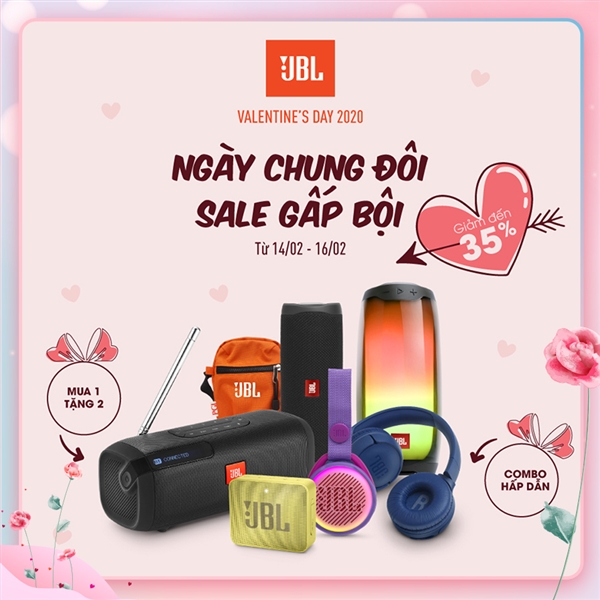 JBL
VALENTINE'S DAY 2020
NGÀY CHUNG ĐÔI
SALE GẤP BỘI
Từ 14/02 - 16/02
Giảm đến
35%
MUA 1
TẶNG 2
JBL
JBL
JBL
JBL
JBL
COMBO
HẤP DẪN